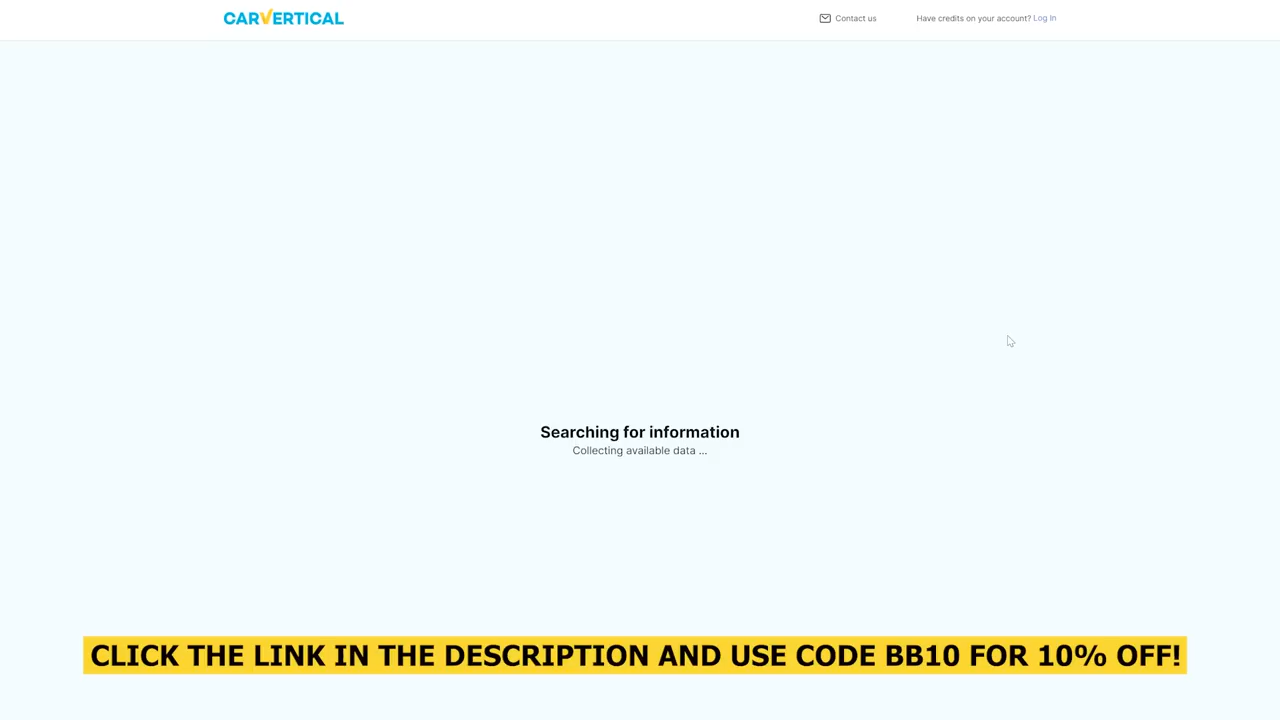 CARVERTICAL
Contact us
Have credits on your account? Log In
Searching for information
Collecting available data ...
CLICK THE LINK IN THE DESCRIPTION AND USE CODE BB10 FOR 10% OFF!